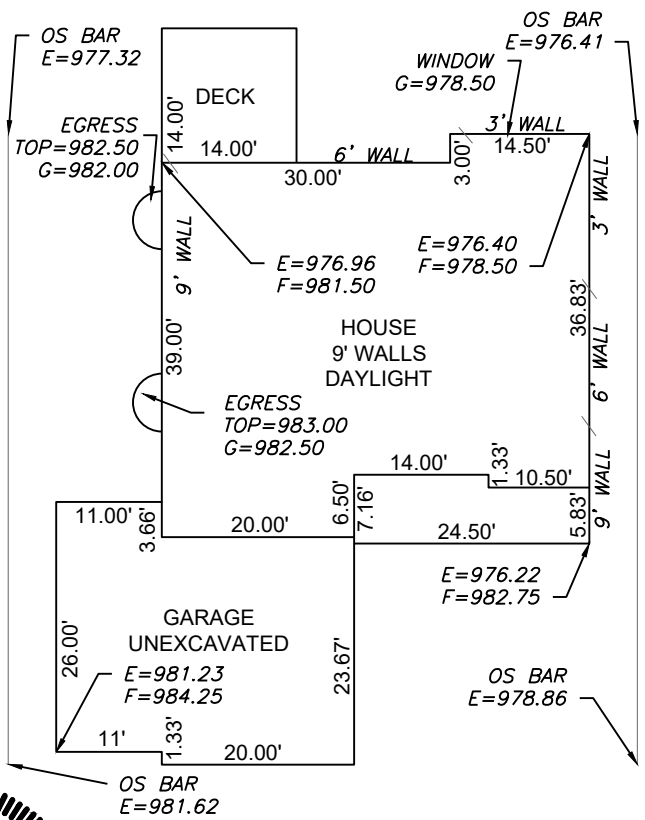 OS BAR
E=977.32
OS BAR
E=976.41
WINDOW
G=978.50
DECK
14.00'
14.00'
EGRESS
TOP=982.50
G=982.00
3' WALL
14.50'
6' WALL
30.00'
3.00'
3' WALL
9' WALL
E=976.96
F=981.50
E=976.40
F=978.50
36.83'
HOUSE
9' WALLS
DAYLIGHT
39.00'
6' WALL
EGRESS
TOP=983.00
G=982.50
14.00'
1.33'
10.50'
9' WALL
11.00'
3.66'
20.00'
6.50'
7.16'
24.50'
5.83'
E=976.22
F=982.75
GARAGE
UNEXCAVATED
26.00'
23.67'
E=981.23
F=984.25
OS BAR
E=978.86
11'
1.33'
20.00'
OS BAR
E=981.62